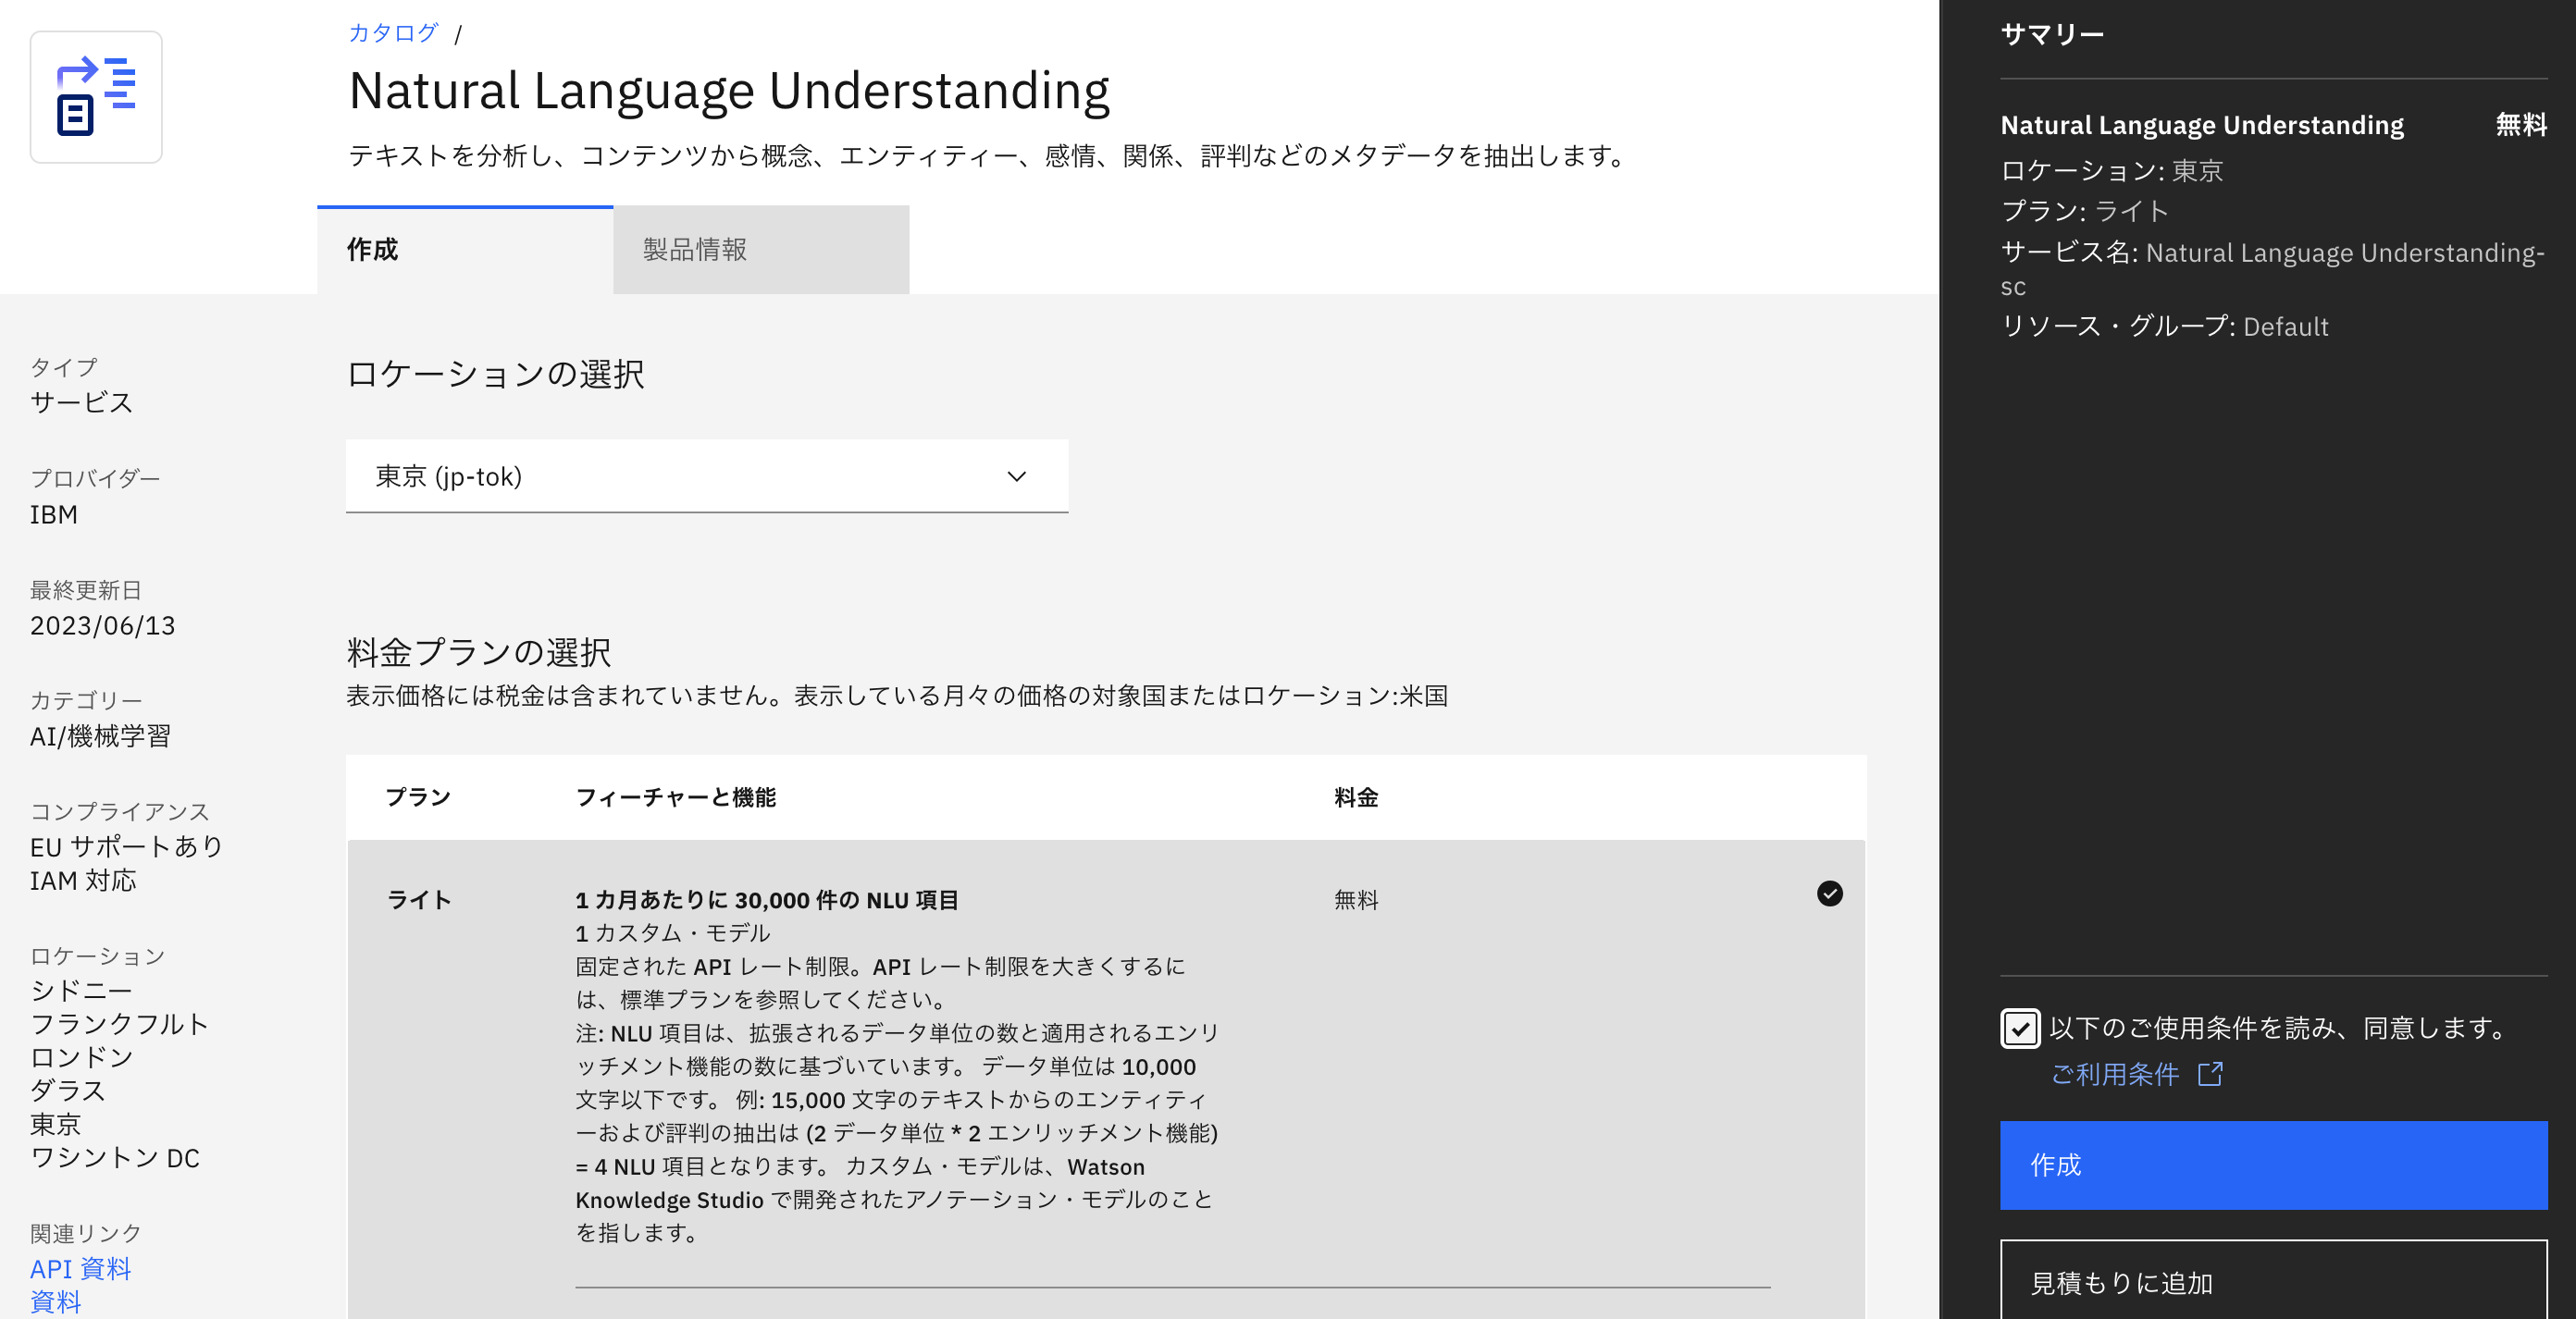 カタログ /
Natural Language Understanding
テキストを分析し、コンテンツから概念、エンティティー、感情、関係、評判などのメタデータを抽出します。
作成
製品情報
タイプ
サービス
プロバイダー
IBM
最終更新日
2023/06/13
カテゴリー
AI/機械学習
コンプライアンス
EU サポートあり
IAM 対応
ロケーション
シドニー
フランクフルト
ロンドン
ダラス
東京
ワシントン DC
関連リンク
API 資料
資料
ロケーションの選択
東京 (jp-tok)
料金プランの選択
表示価格には税金は含まれていません。表示している月々の価格の対象国またはロケーション:米国
プラン フィーチャーと機能 料金
ライト
1 カ月あたりに 30,000 件の NLU 項目
1 カスタム・モデル
固定された API レート制限。API レート制限を大きくするに
は、標準プランを参照してください。
注: NLU 項目は、拡張されるデータ単位の数と適用されるエンリ
ッチメント機能の数に基づいています。 データ単位は 10,000
文字以下です。 例: 15,000 文字のテキストからのエンティティ
ーおよび評判の抽出は (2 データ単位 * 2 エンリッチメント機能)
= 4 NLU 項目となります。 カスタム・モデルは、Watson
Knowledge Studio で開発されたアノテーション・モデルのこと
を指します。
無料
サマリー
Natural Language Understanding 無料
ロケーション: 東京
プラン: ライト
サービス名: Natural Language Understanding-
sc
リソース・グループ: Default
以下のご使用条件を読み、同意します。
ご利用条件
作成
見積もりに追加